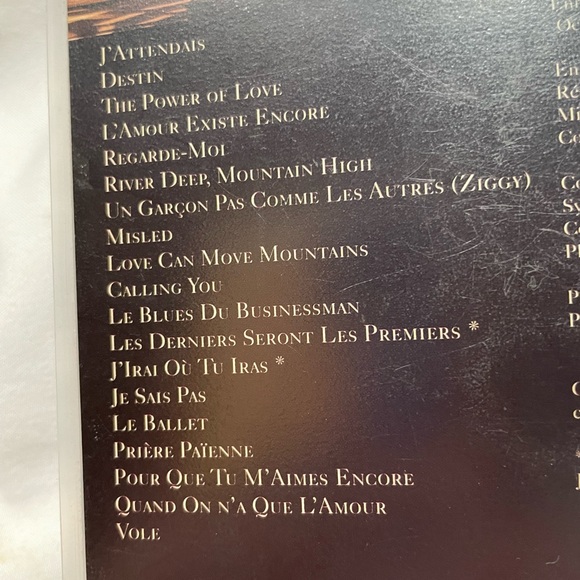 J'Attendais
Destin
The Power of Love
L'Amour Existe Encore
Regarde-Moi
River Deep, Mountain High
Un Garçon Pas Comme Les Autres (Ziggy)
Misled
Love Can Move Mountains
Calling You
Le Blues Du Businessman
Les Derniers Seront Les Premiers *
J'Irai Où Tu Iras *
Je Sais Pas
Le Ballet
Prière Païenne
Pour Que Tu M'Aimes Encore
Quand On n'a Que L'Amour
Vole